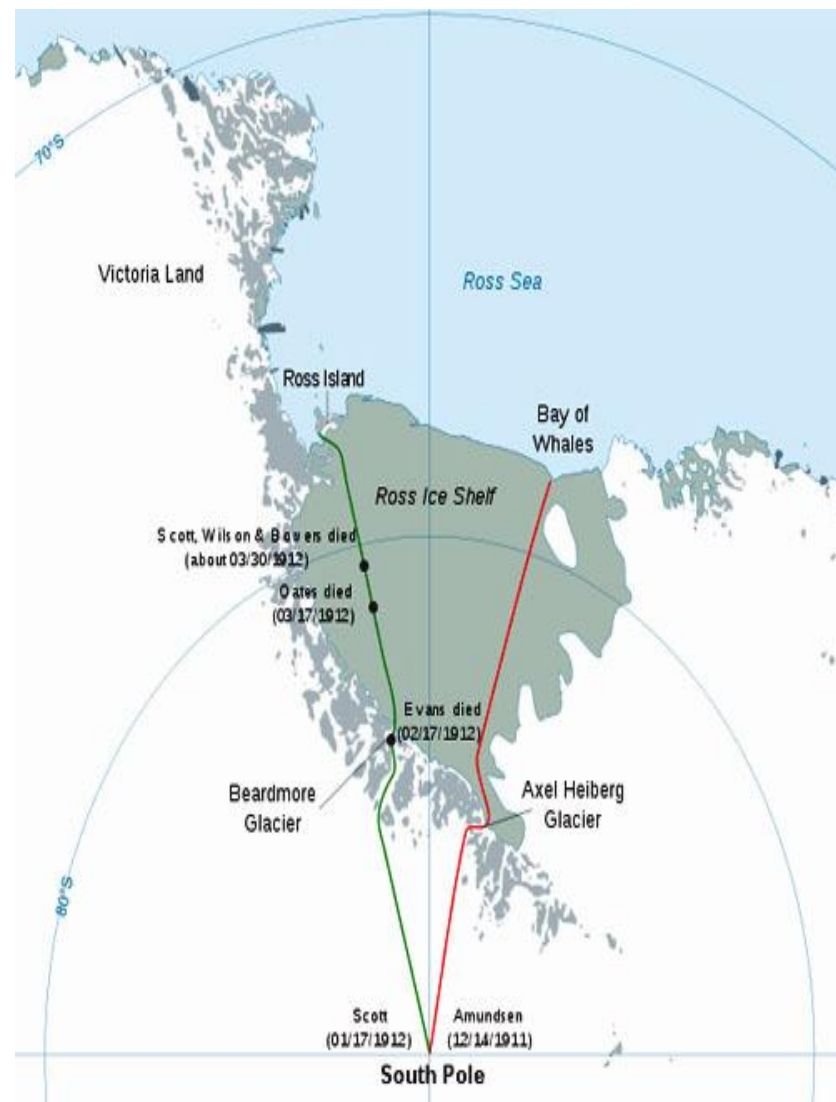 70°S
Victoria Land
Ross Sea
Ross Island
Bay of
Whales
Ross Ice Shelf
Scott, Wilson & Bowers died
(about 03/30/1912)
Oates died
(03/17/1912)
Evans died
(02/17/1912)
Beardmore
Glacier
Axel Heiberg
Glacier
80°S
Scott
(01/17/1912)
Amundsen
(12/14/1911)
South Pole